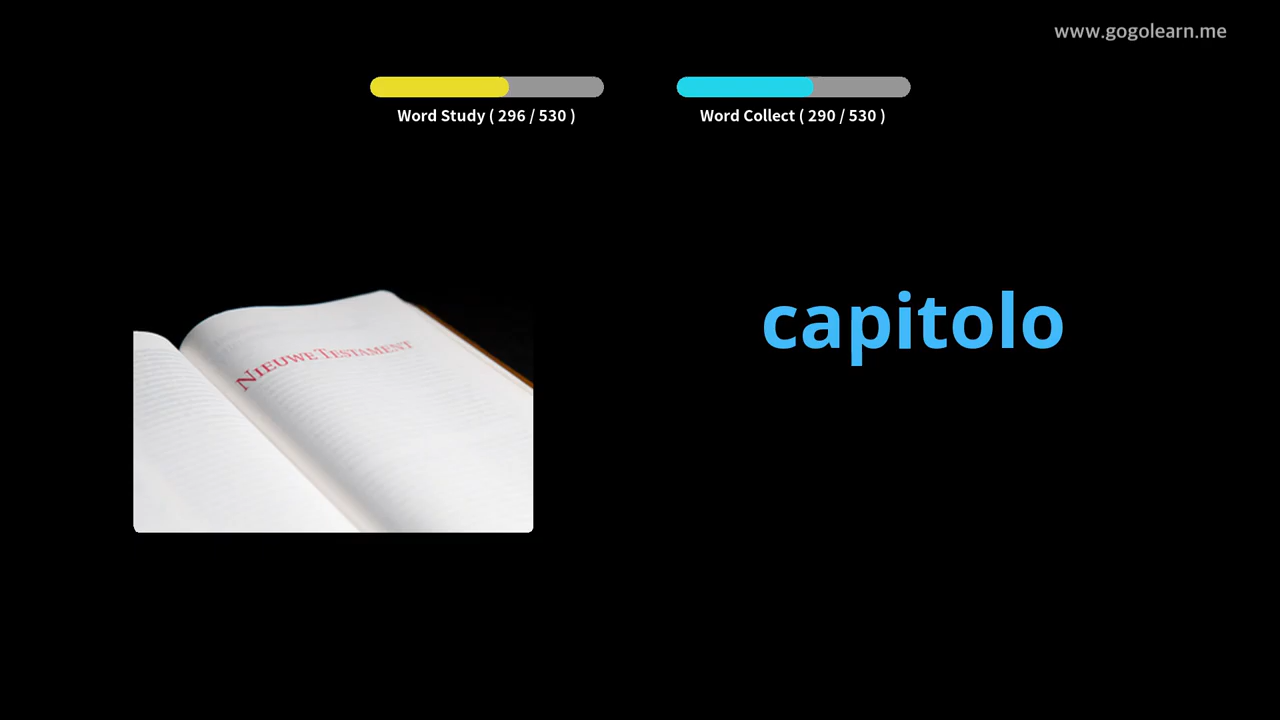 www.gogolearn.me
Word Study ( 296 / 530 )
Word Collect ( 290 / 530 )
NIEUWE TESTAMENT
capitolo